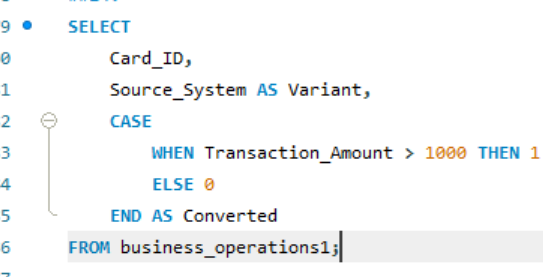 9 SELECT
0 Card_ID,
1 Source_System AS Variant,
2 CASE
3 WHEN Transaction_Amount > 1000 THEN 1
4 ELSE 0
5 END AS Converted
6 FROM business_operations1;